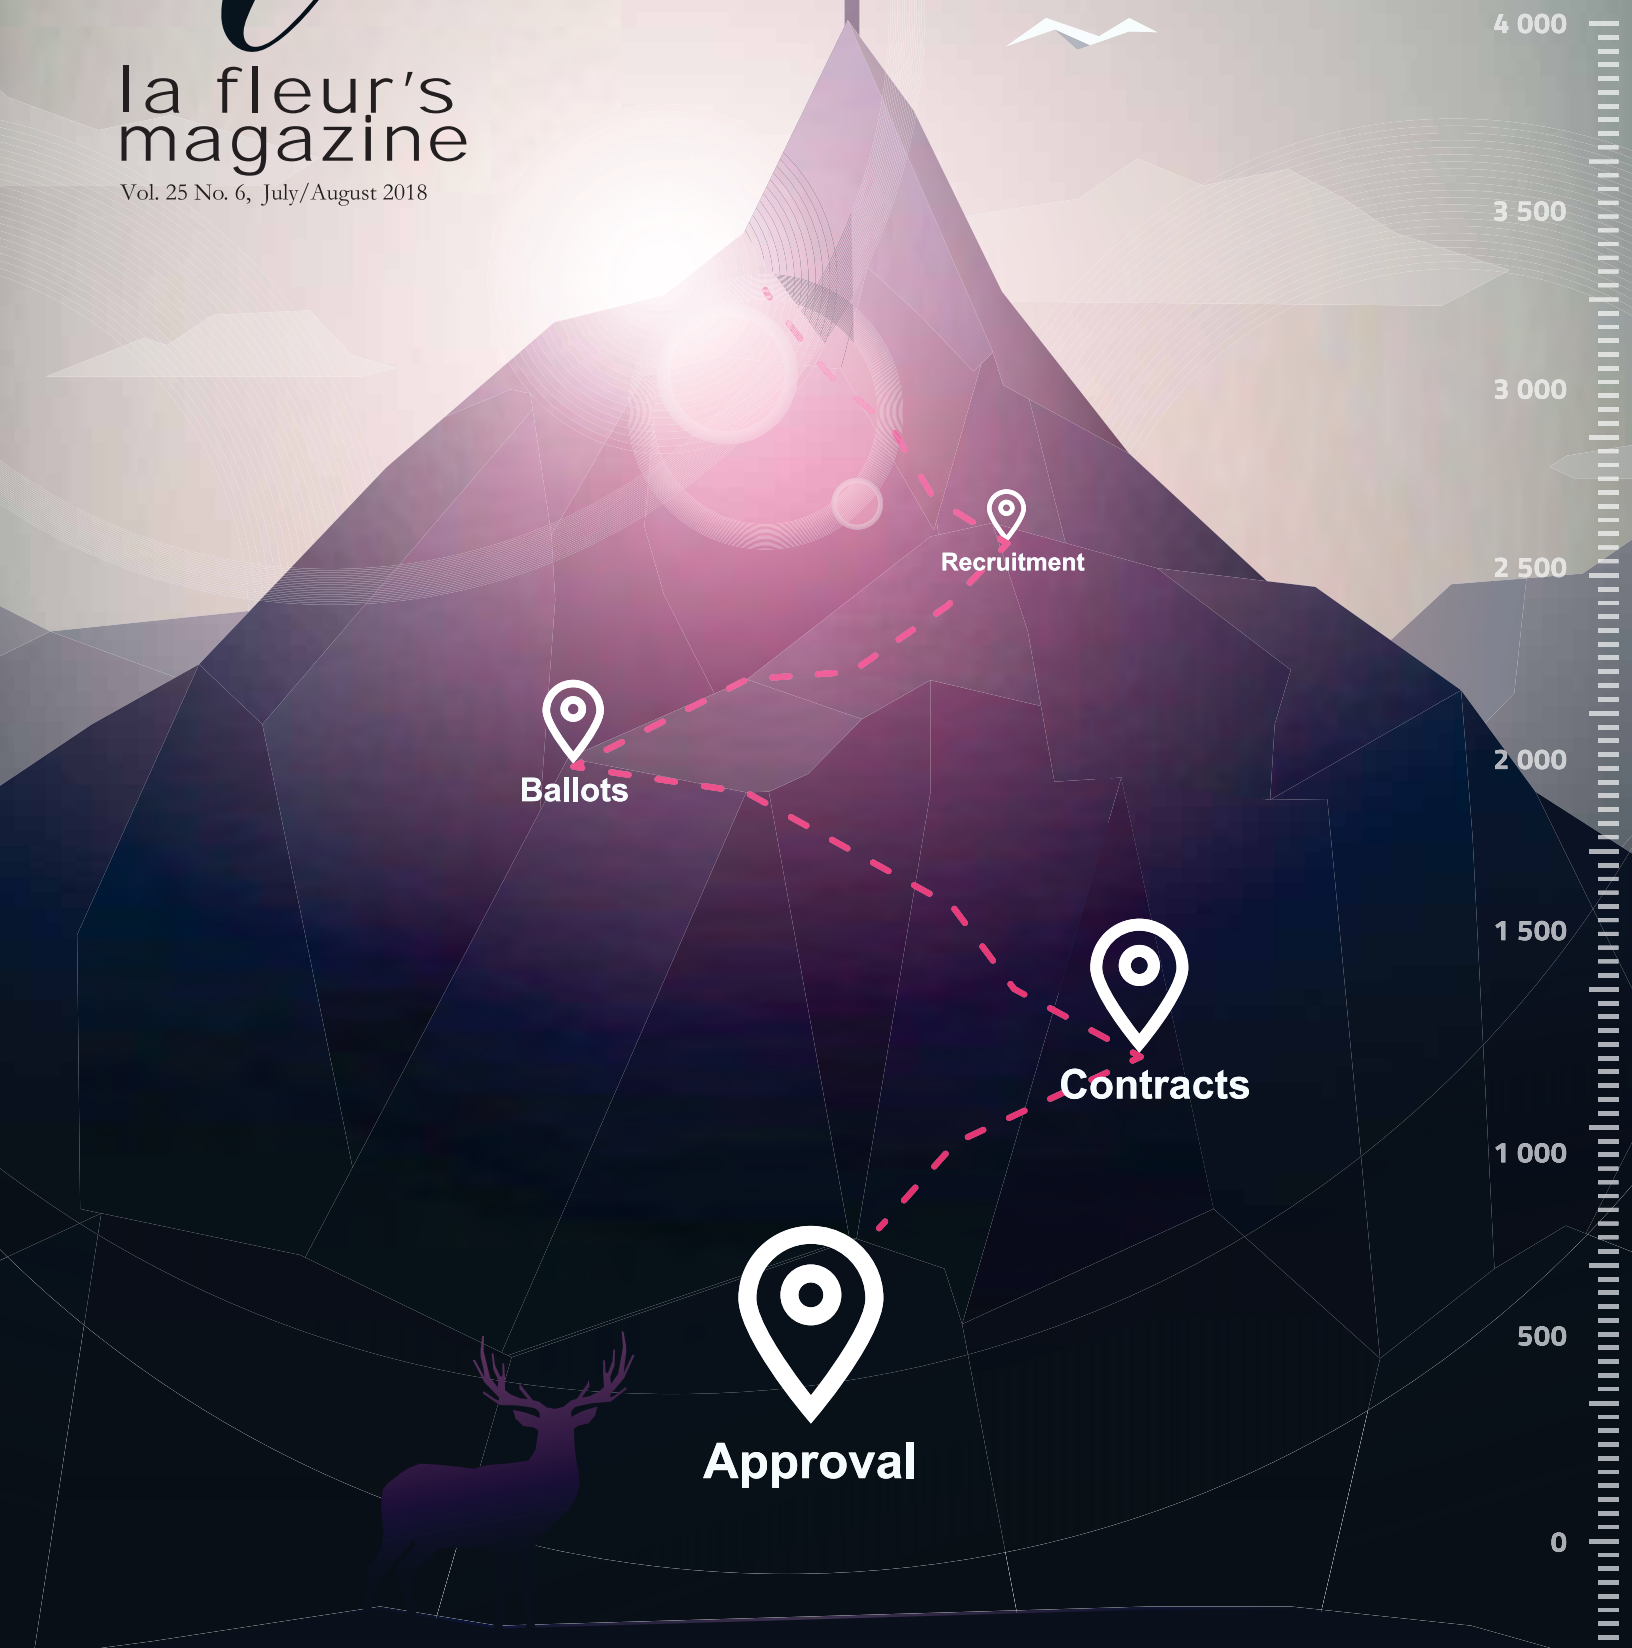 la fleur's
magazine
Vol. 25 No. 6, July/August 2018
4 000
3 500
3 000
2 500
2 000
1 500
1 000
500
0
Recruitment
Ballots
Contracts
Approval